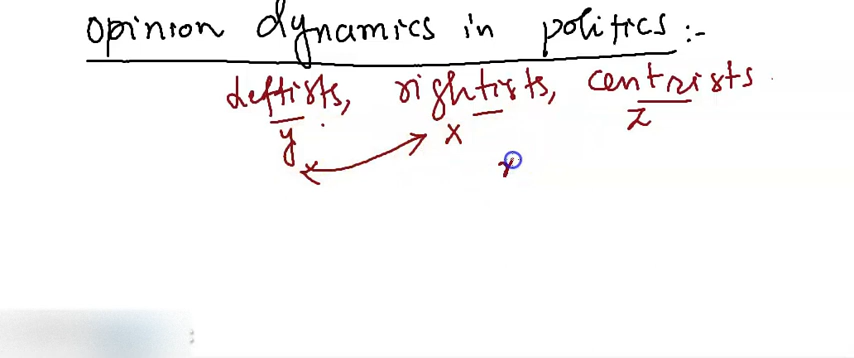 Opinion dynamics in politics :-
Leftists, rightists, centrists
y x z